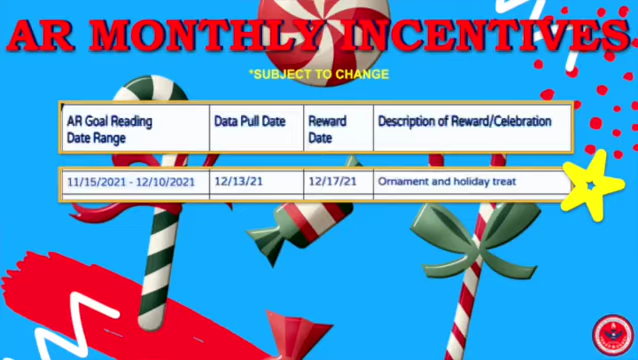 AR MONTHLY INCENTIVES
*SUBJECT TO CHANGE
AR Goal Reading Date Range
Data Pull Date
Reward Date
Description of Reward/Celebration
11/15/2021 - 12/10/2021
12/13/21
12/17/21
Ornament and holiday treat